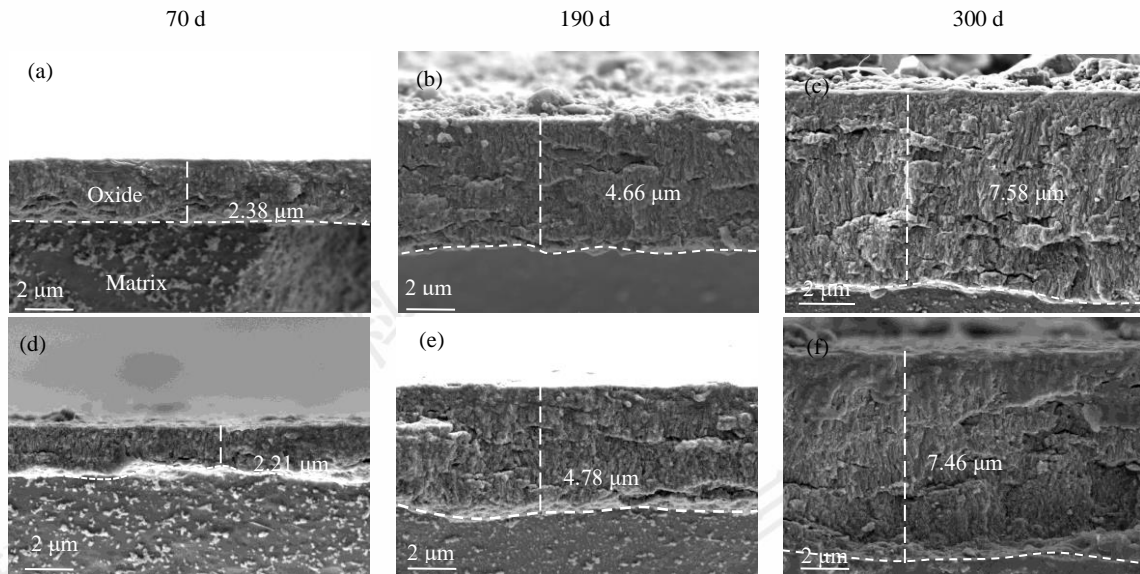 70 d
190 d
300 d
(a)
Oxide
2.38 μm
Matrix
2 μm
(b)
4.66 μm
2 μm
(c)
7.58 μm
2 μm
(d)
2.21 μm
2 μm
(e)
4.78 μm
2 μm
(f)
7.46 μm
2 μm